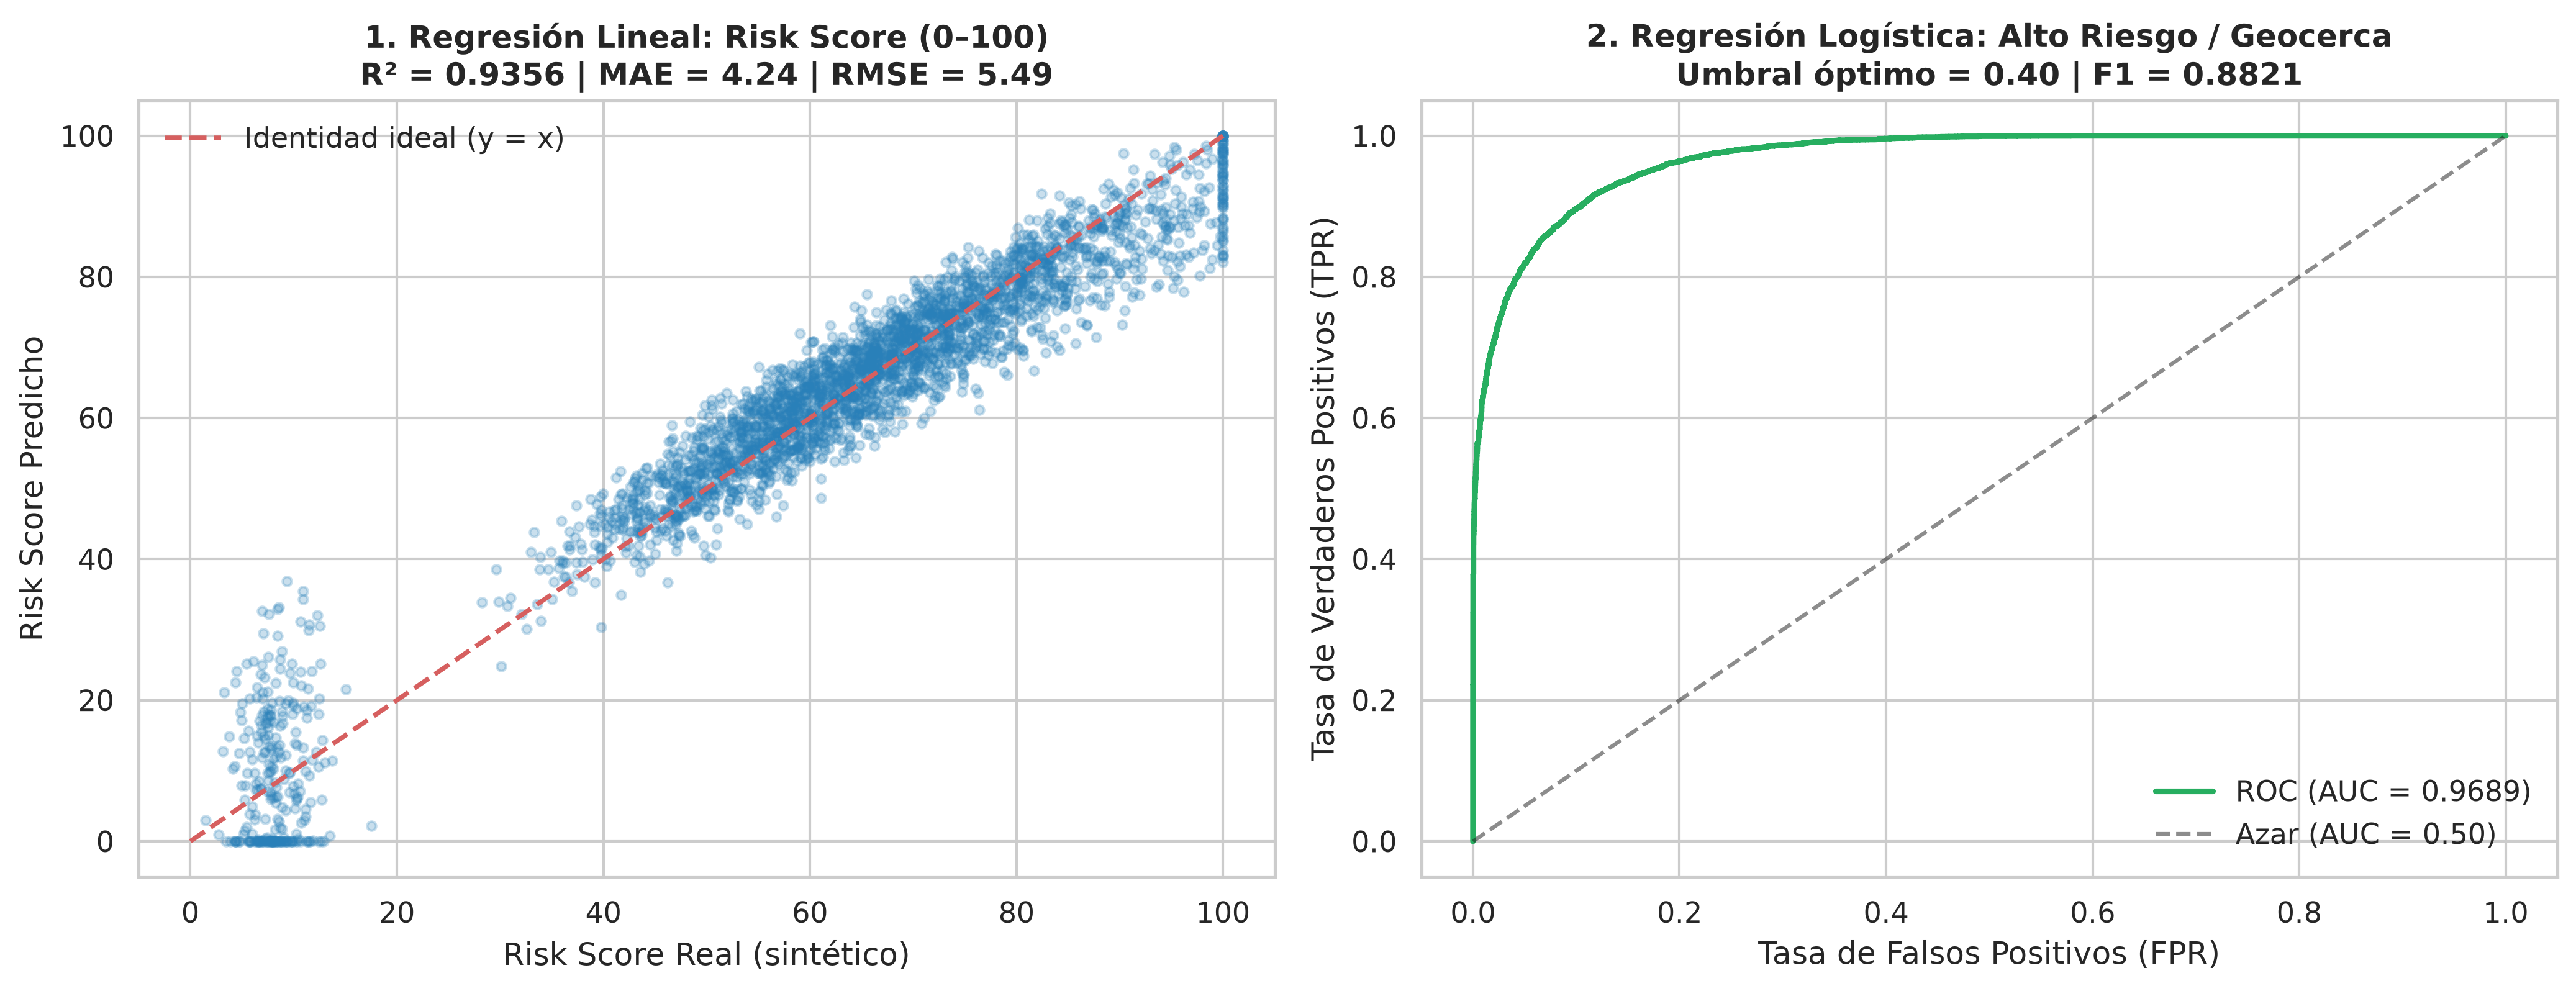 1. Regresión Lineal: Risk Score (0–100)
R² = 0.9356 | MAE = 4.24 | RMSE = 5.49
Identidad ideal (y = x)
Risk Score Predicho
100
80
60
40
20
0
0 20 40 60 80 100
Risk Score Real (sintético)
2. Regresión Logística: Alto Riesgo / Geocerca
Umbral óptimo = 0.40 | F1 = 0.8821
Tasa de Verdaderos Positivos (TPR)
1.0
0.8
0.6
0.4
0.2
0.0
ROC (AUC = 0.9689)
Azar (AUC = 0.50)
0.0 0.2 0.4 0.6 0.8 1.0
Tasa de Falsos Positivos (FPR)